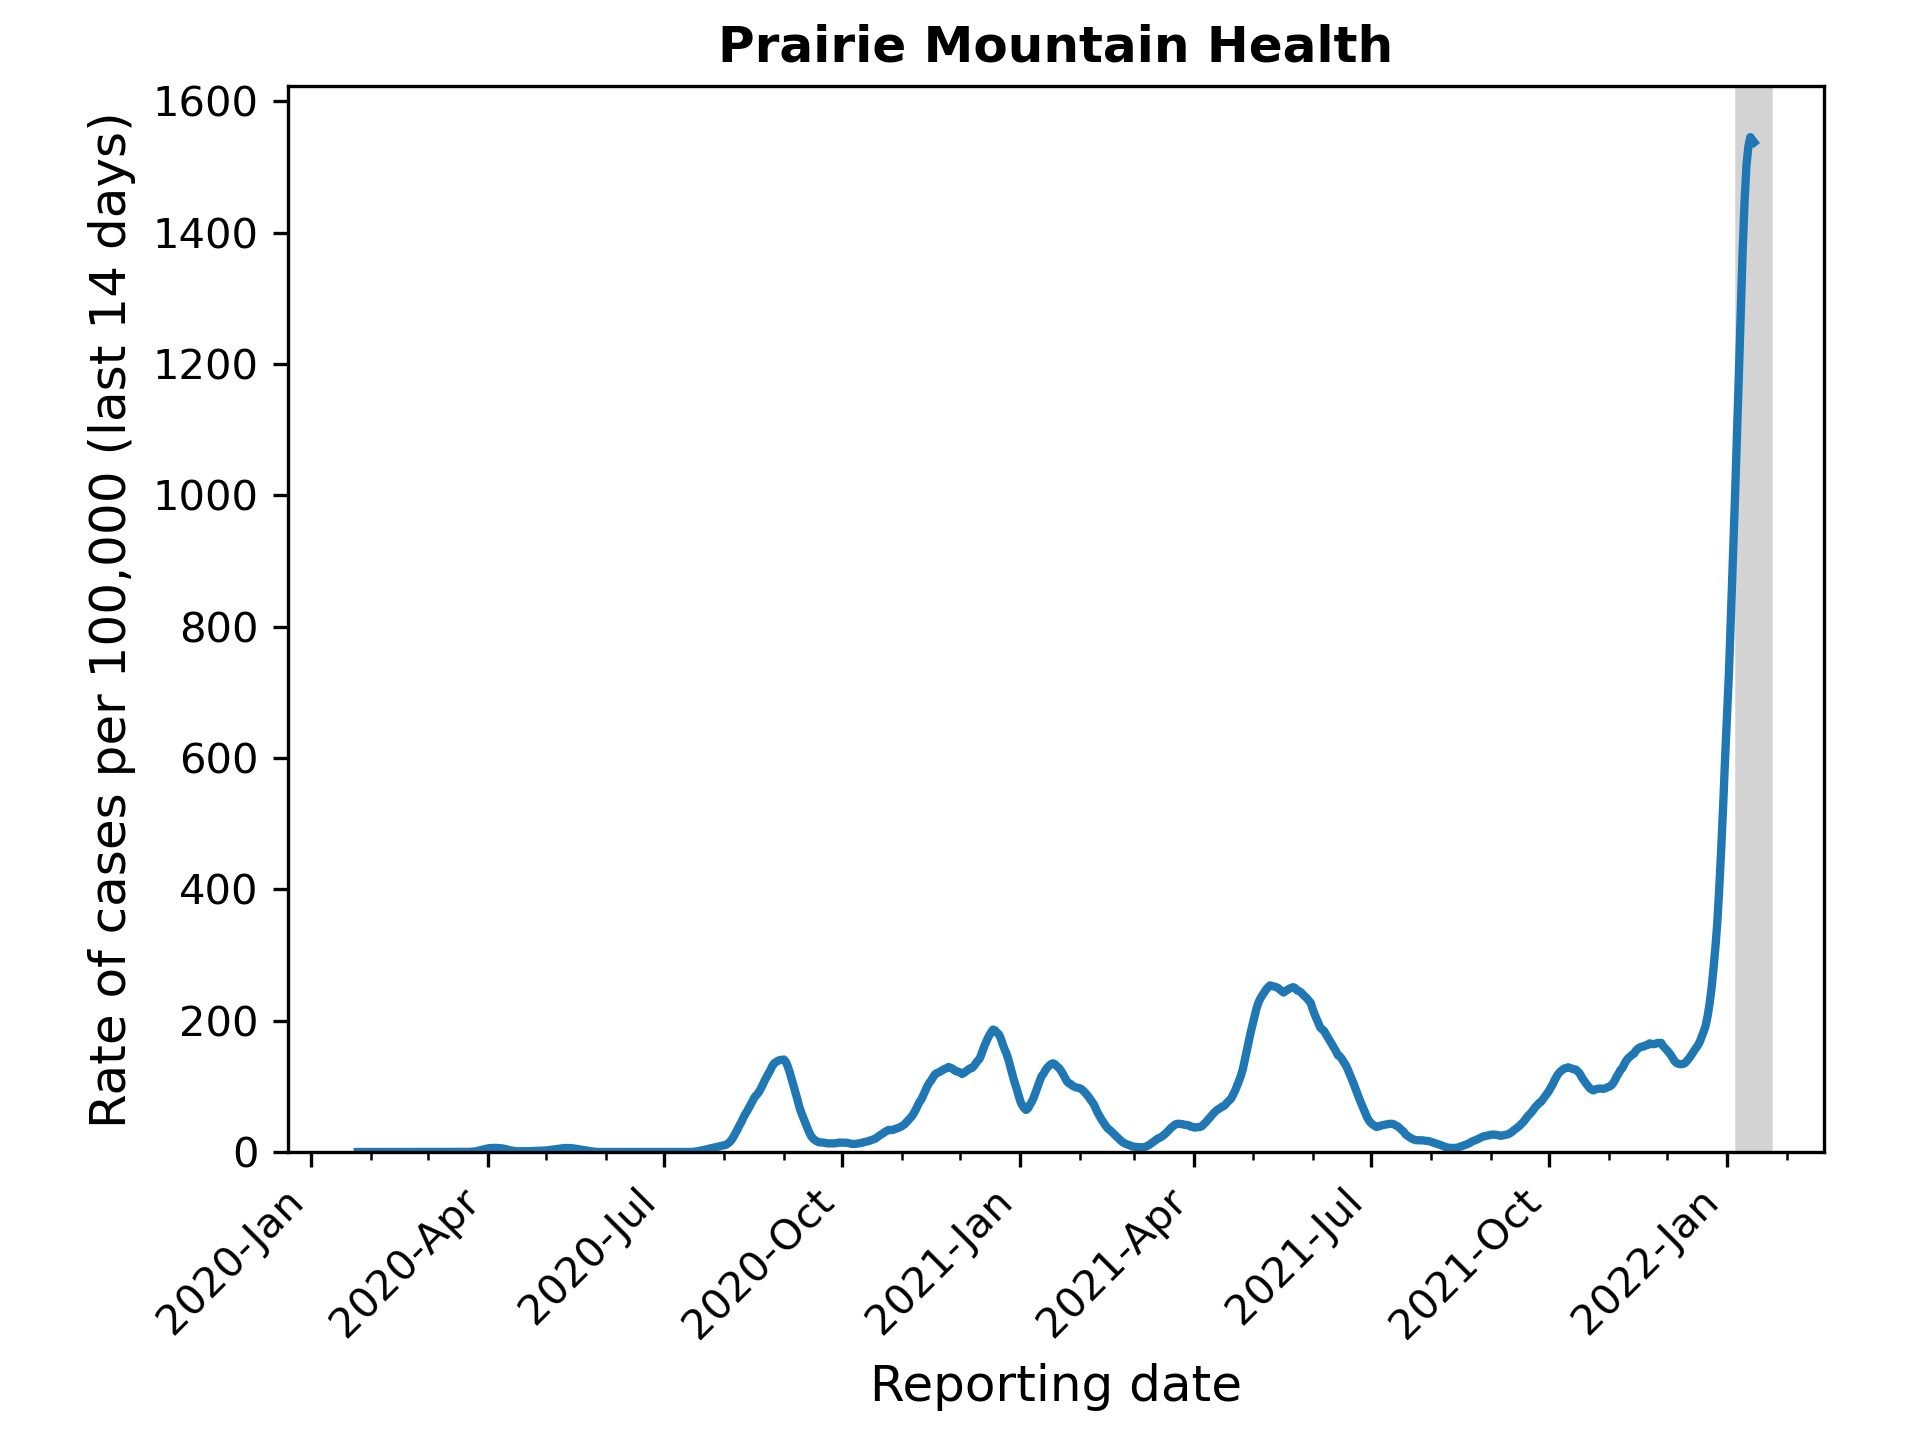 Prairie Mountain Health
Rate of cases per 100,000 (last 14 days)
1600
1400
1200
1000
800
600
400
200
0
2020-Jan
2020-Apr
2020-Jul
2020-Oct
2021-Jan
2021-Apr
2021-Jul
2021-Oct
2022-Jan
Reporting date